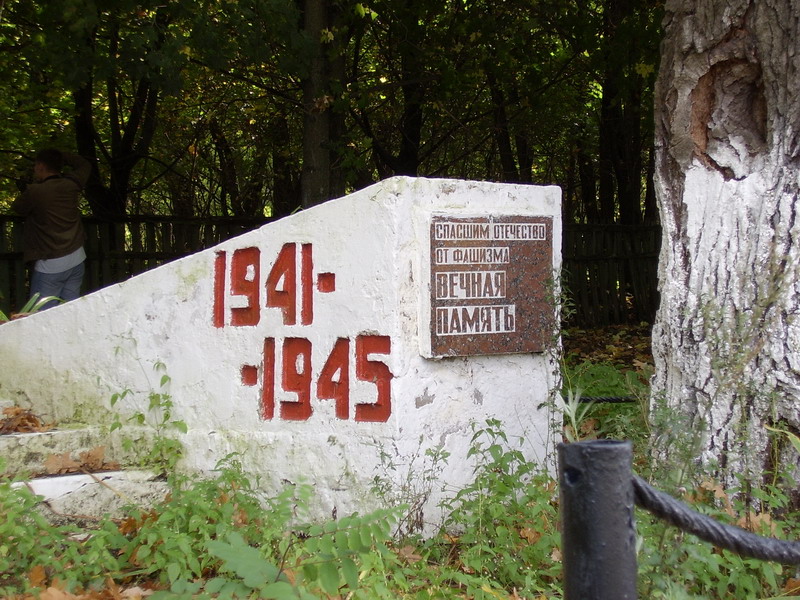 1941-
-1945
СПАСШИМ ОТЕЧЕСТВО
ОТ ФАШИЗМА
ВЕЧНАЯ
ПАМЯТЬ